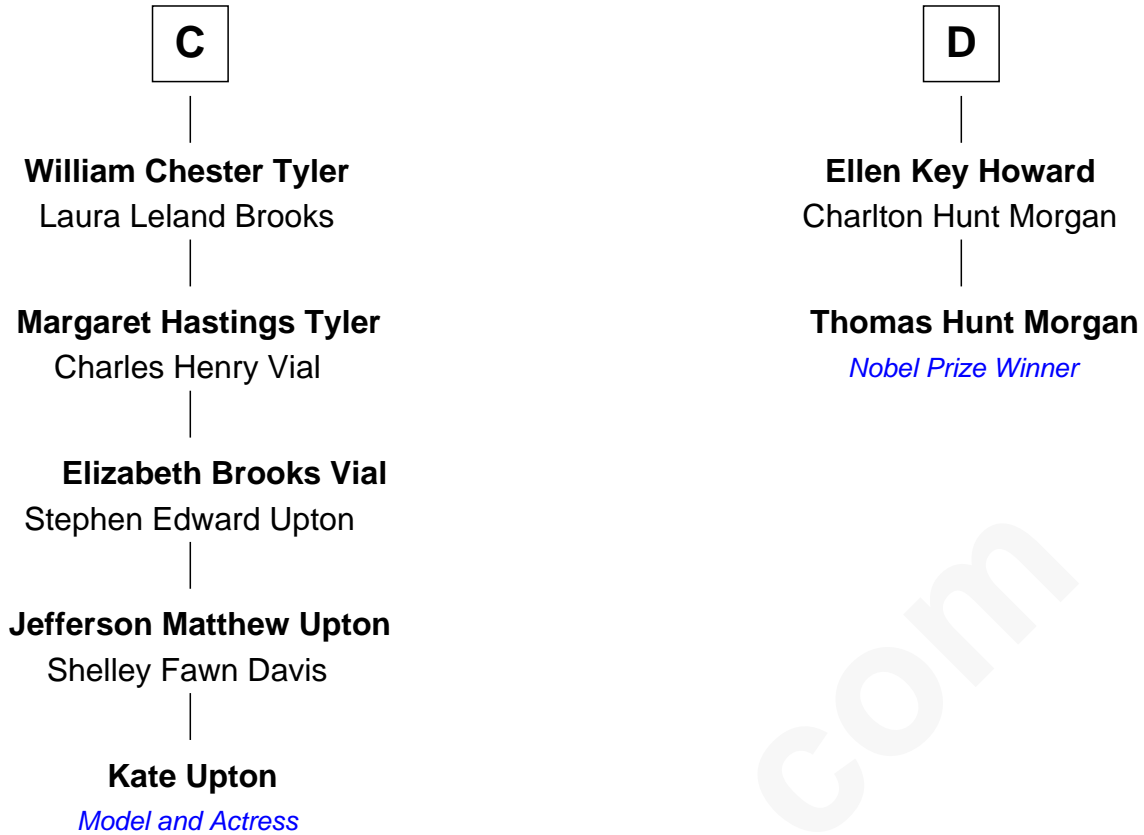 C
William Chester Tyler
Laura Leland Brooks
Margaret Hastings Tyler
Charles Henry Vial
Elizabeth Brooks Vial
Stephen Edward Upton
Jefferson Matthew Upton
Shelley Fawn Davis
Kate Upton
Model and Actress
D
Ellen Key Howard
Charlton Hunt Morgan
Thomas Hunt Morgan
Nobel Prize Winner
com